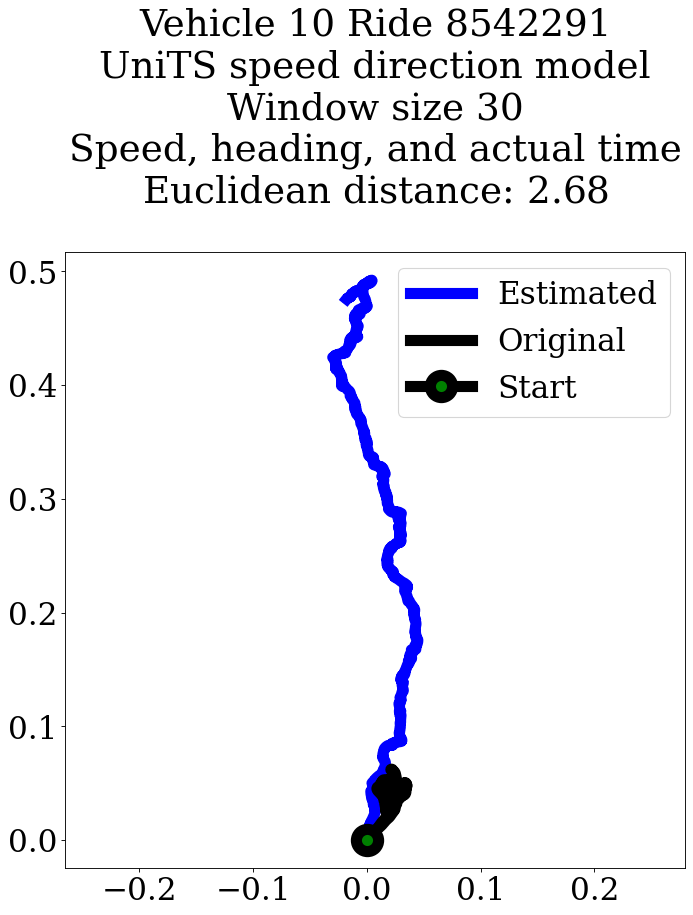 Vehicle 10 Ride 8542291
UniTS speed direction model
Window size 30
Speed, heading, and actual time
Euclidean distance: 2.68
Estimated
Original
Start
0.5
0.4
0.3
0.2
0.1
0.0
−0.2 −0.1 0.0 0.1 0.2